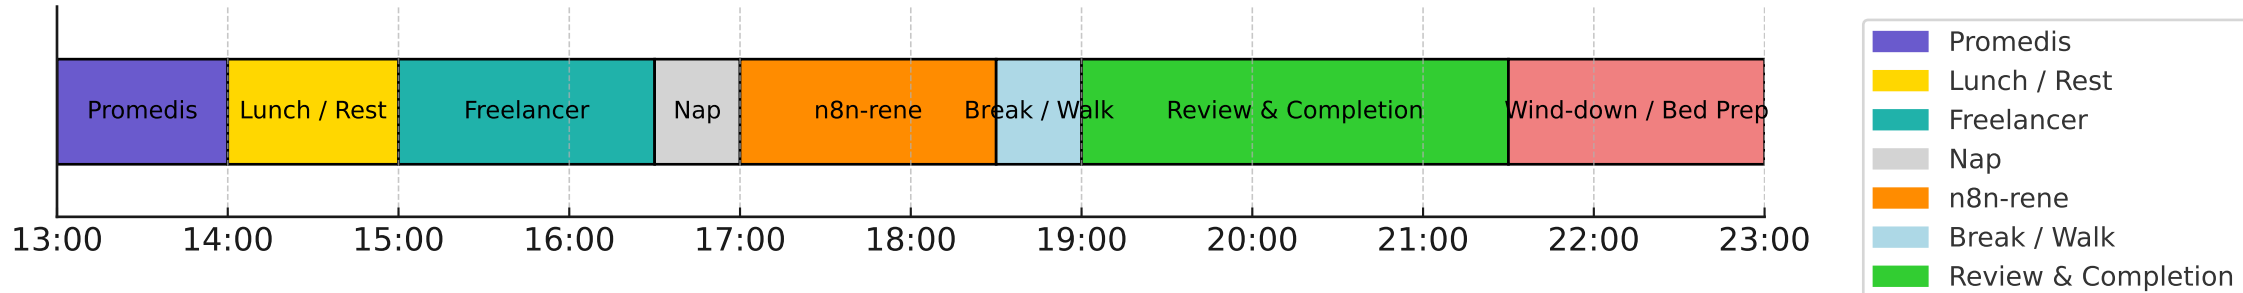 Promedis
Lunch / Rest
Freelancer
Nap
n8n-rene
Break / Walk
Review & Completion
Wind-down / Bed Prep
13:00
14:00
15:00
16:00
17:00
18:00
19:00
20:00
21:00
22:00
23:00
Promedis
Lunch / Rest
Freelancer
Nap
n8n-rene
Break / Walk
Review & Completion